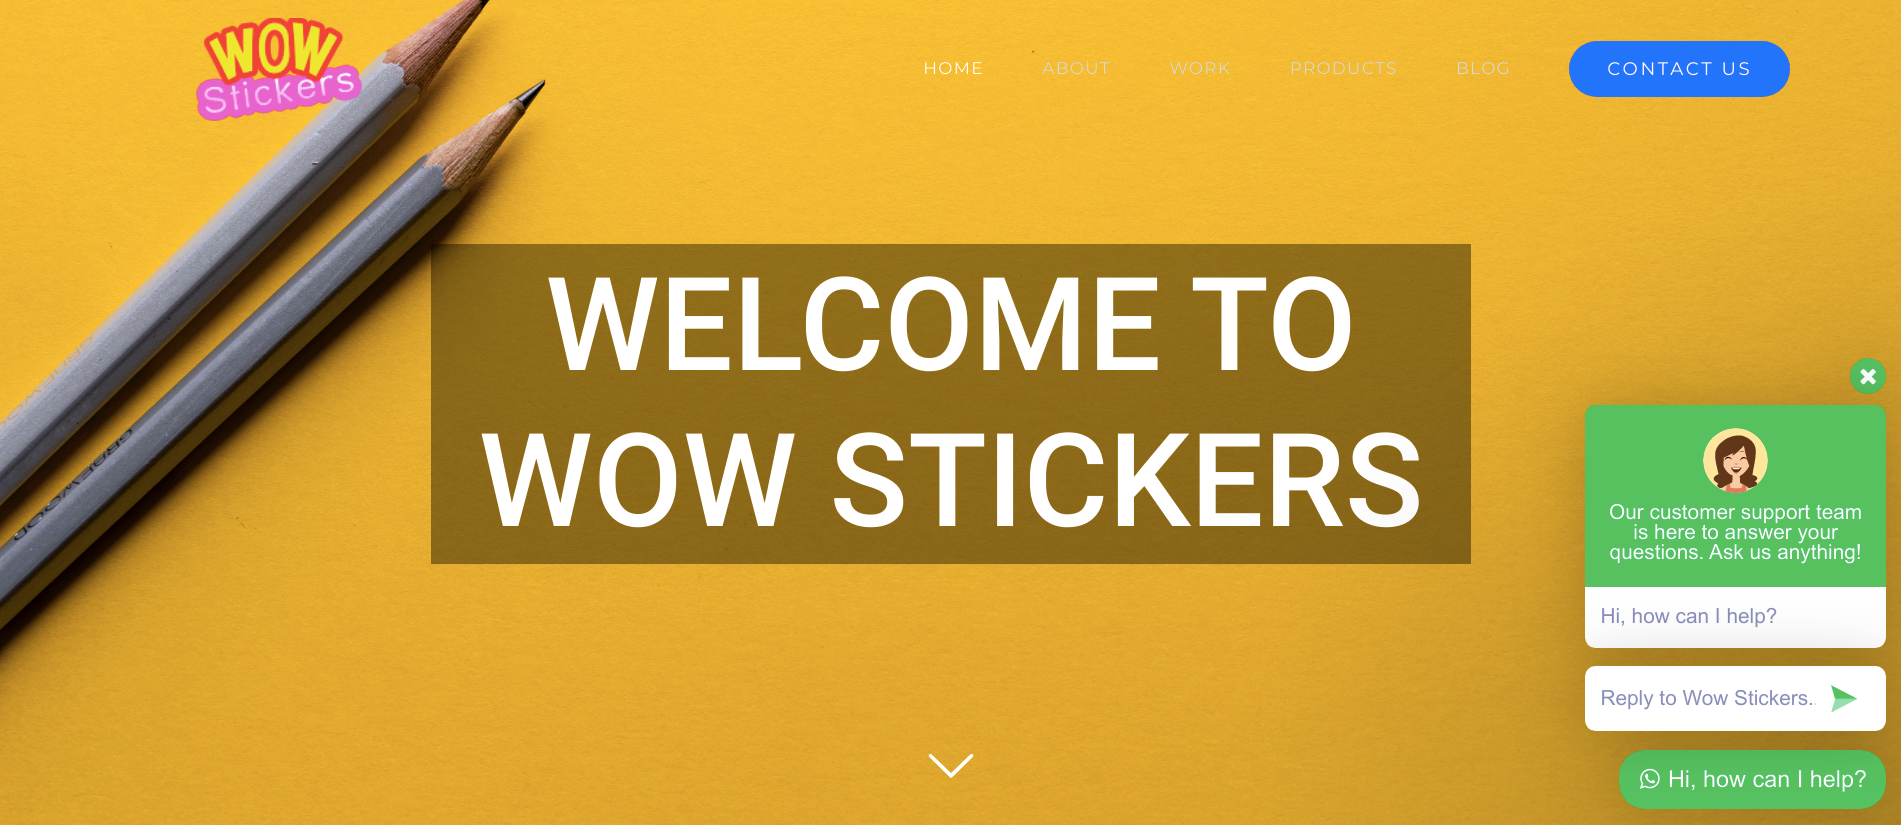 WOW
Stickers
HOME ABOUT WORK PRODUCTS BLOG CONTACT US
WELCOME TO
WOW STICKERS
Our customer support team
is here to answer your
questions. Ask us anything!
Hi, how can I help?
Reply to Wow Stickers..
Hi, how can I help?